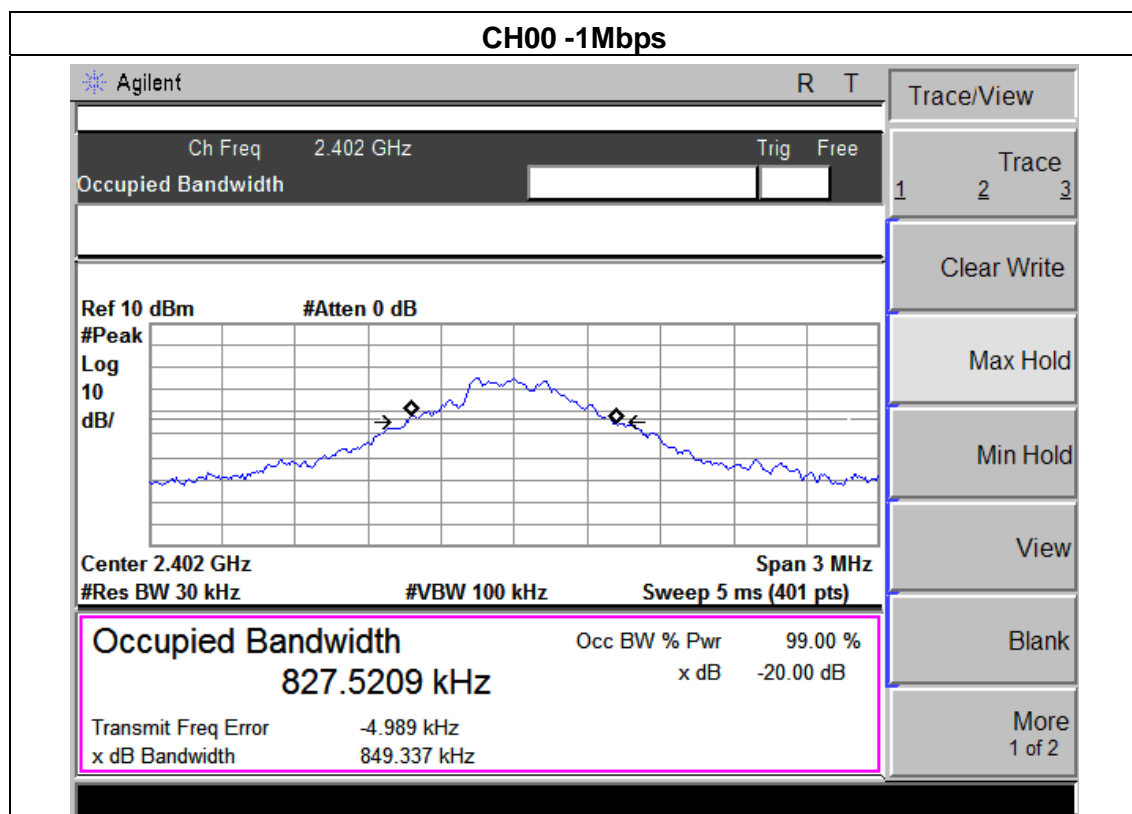 CH00 -1Mbps
Agilent R T
Ch Freq 2.402 GHz Trig Free
Occupied Bandwidth
Ref 10 dBm #Atten 0 dB
#Peak
Log
10
dB/
Center 2.402 GHz Span 3 MHz
#Res BW 30 kHz #VBW 100 kHz Sweep 5 ms (401 pts)
Occupied Bandwidth Occ BW % Pwr 99.00 %
827.5209 kHz x dB -20.00 dB
Transmit Freq Error -4.989 kHz
x dB Bandwidth 849.337 kHz
Trace/View
Trace
1 2 3
Clear Write
Max Hold
Min Hold
View
Blank
More
1 of 2